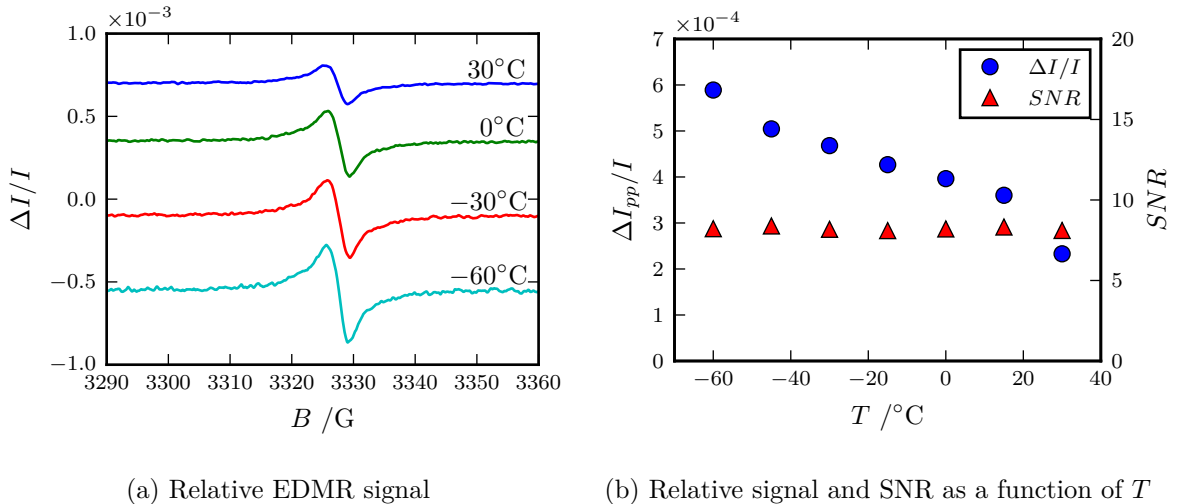 ×10⁻³
1.0
0.5
0.0
−0.5
−1.0
ΔI/I
30°C
0°C
−30°C
−60°C
3290 3300 3310 3320 3330 3340 3350 3360
B /G
(a) Relative EDMR signal
×10⁻⁴
7
6
5
4
3
2
1
0
ΔIpp/I
ΔI/I
SNR
20
15
10
5
0
SNR
−60 −40 −20 0 20 40
T /°C
(b) Relative signal and SNR as a function of T